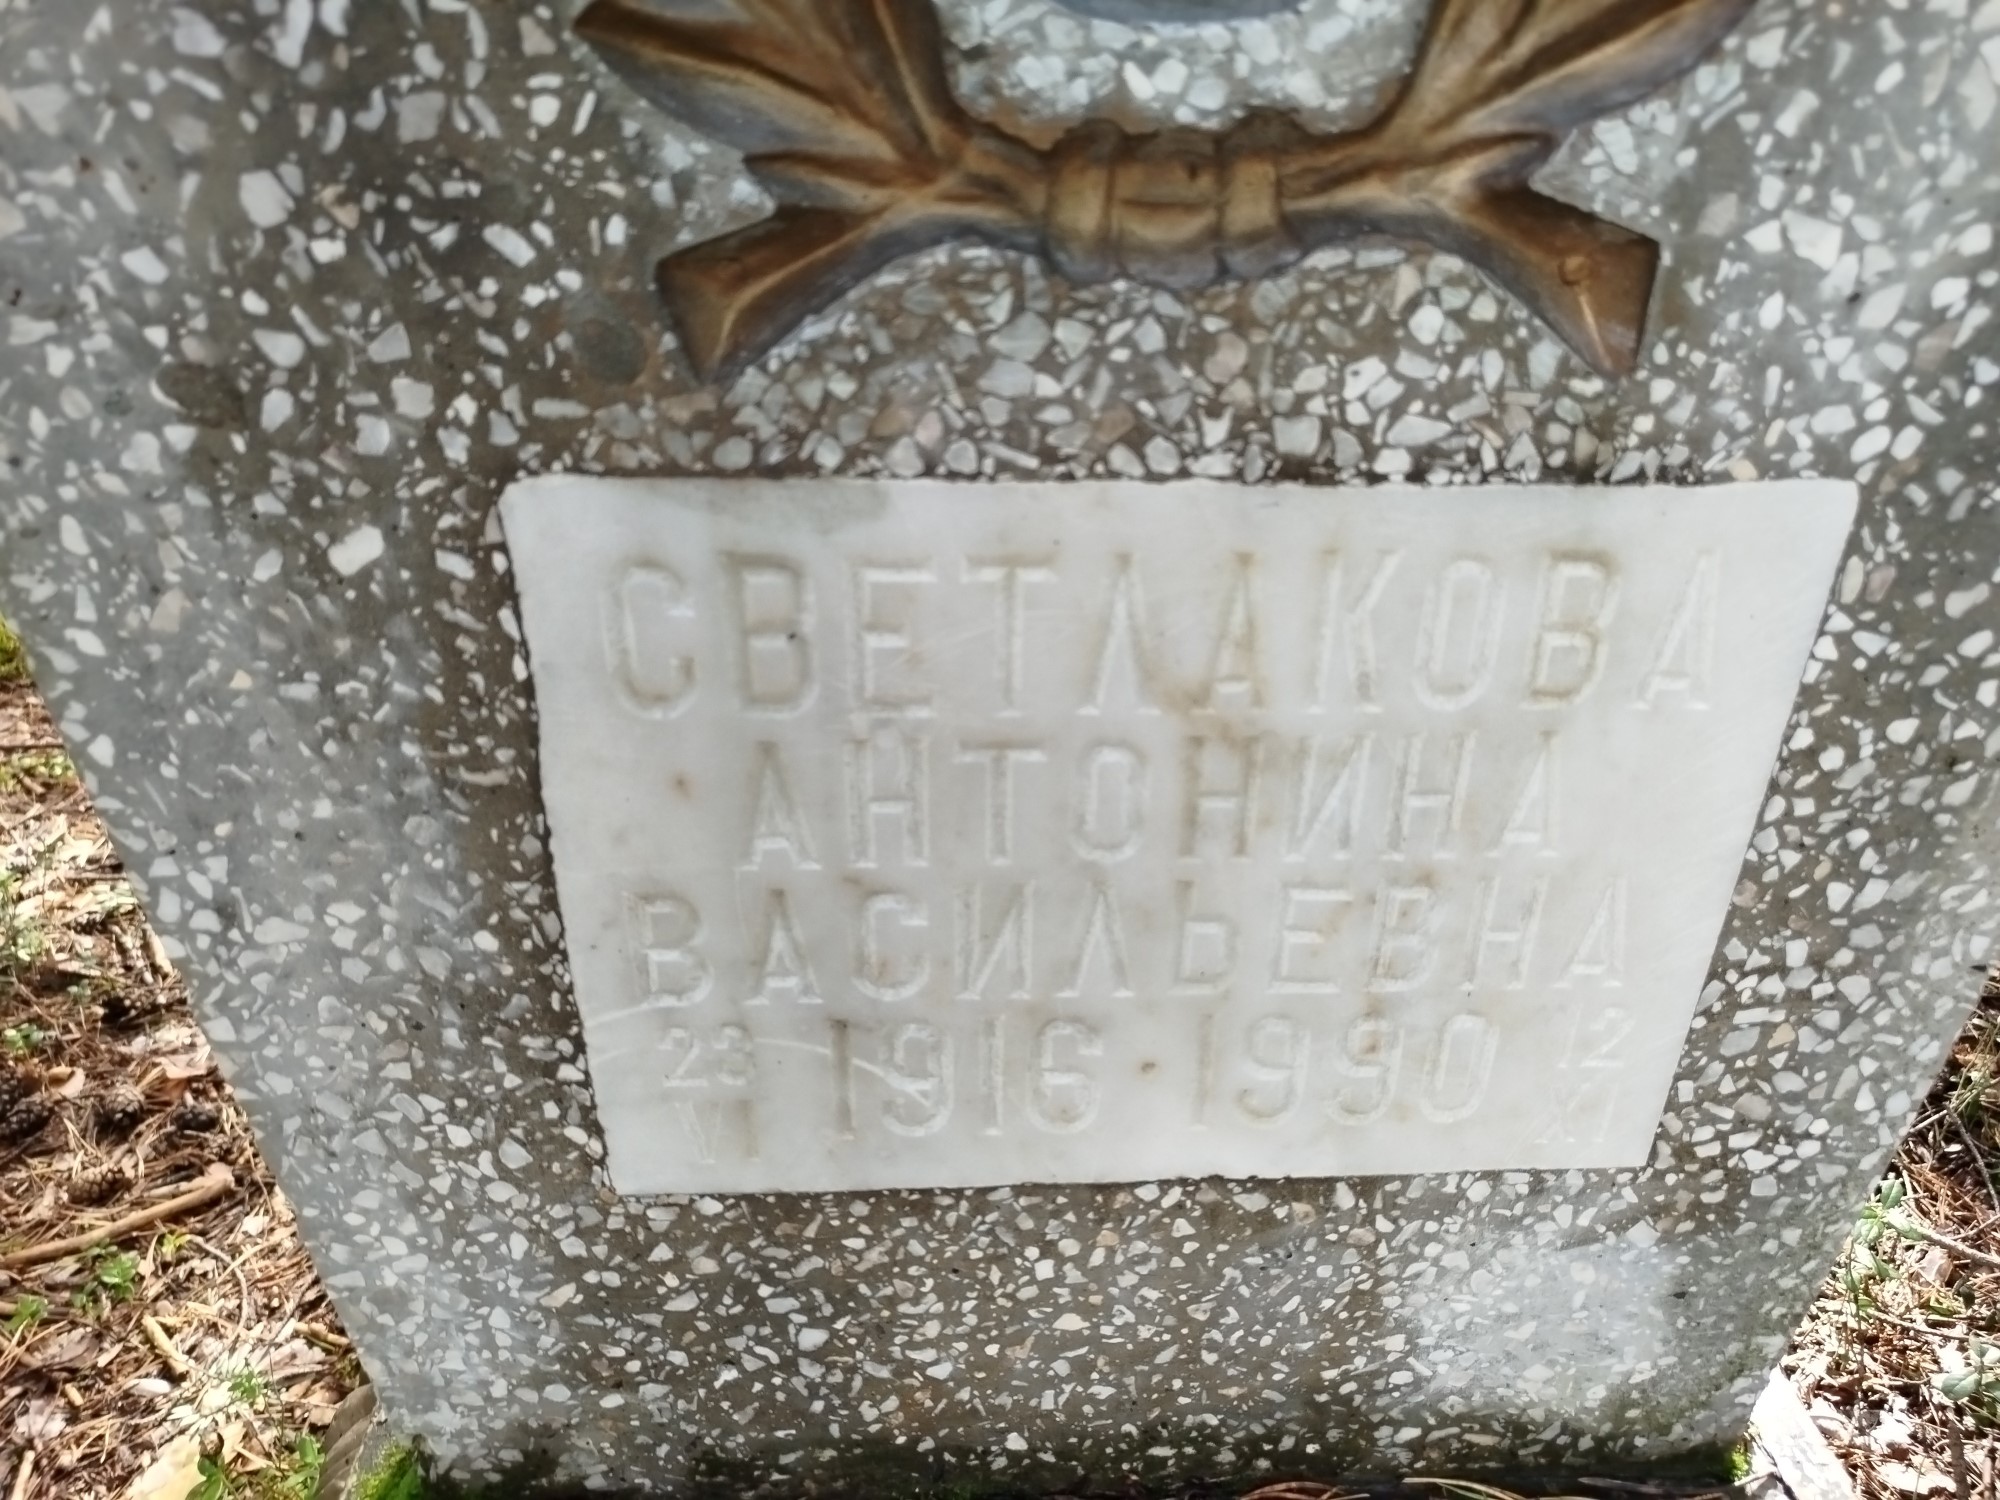 СВЕТЛАКОВА
АНТОНИНА
ВАСИЛЬЕВНА
23 1916 · 1990 12
VI XI